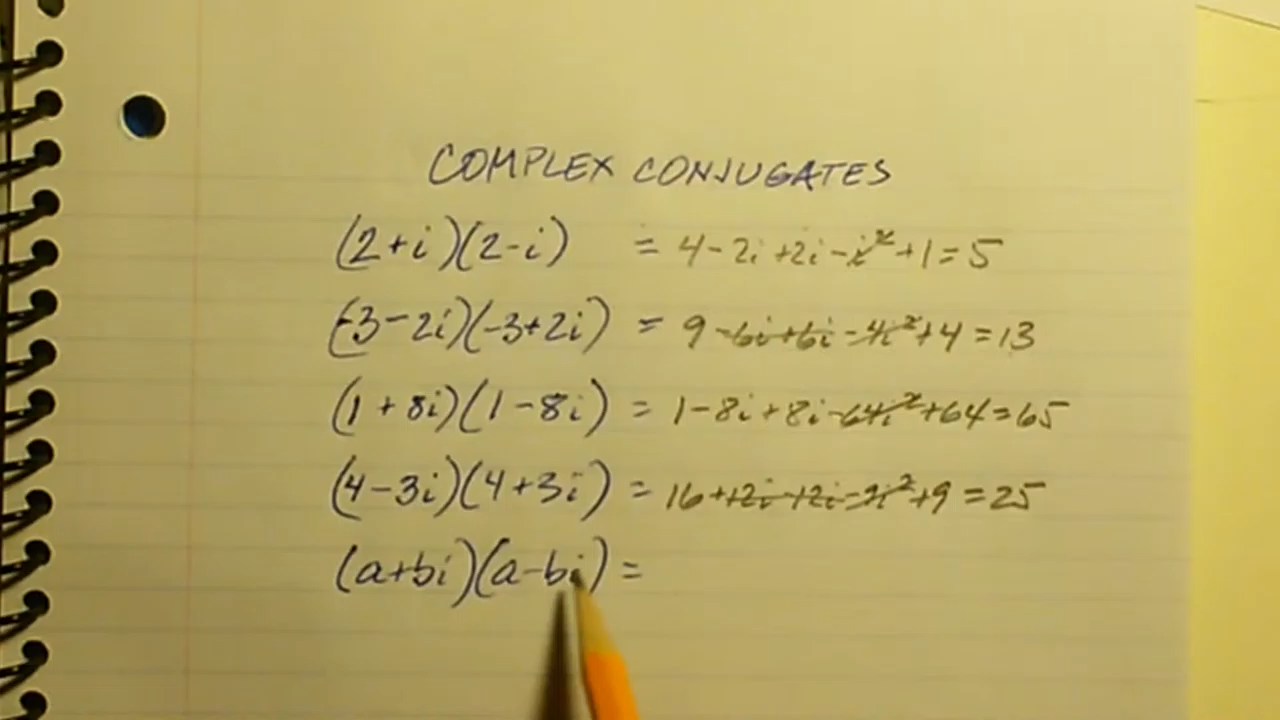 COMPLEX CONJUGATES
(2+i)(2-i) = 4-2i+2i-i²+1=5
(-3-2i)(-3+2i) = 9-6i+6i-4i²+4=13
(1+8i)(1-8i) = 1-8i+8i-64i²+64=65
(4-3i)(4+3i) = 16+12i-12i-9i²+9=25
(a+bi)(a-bi)=